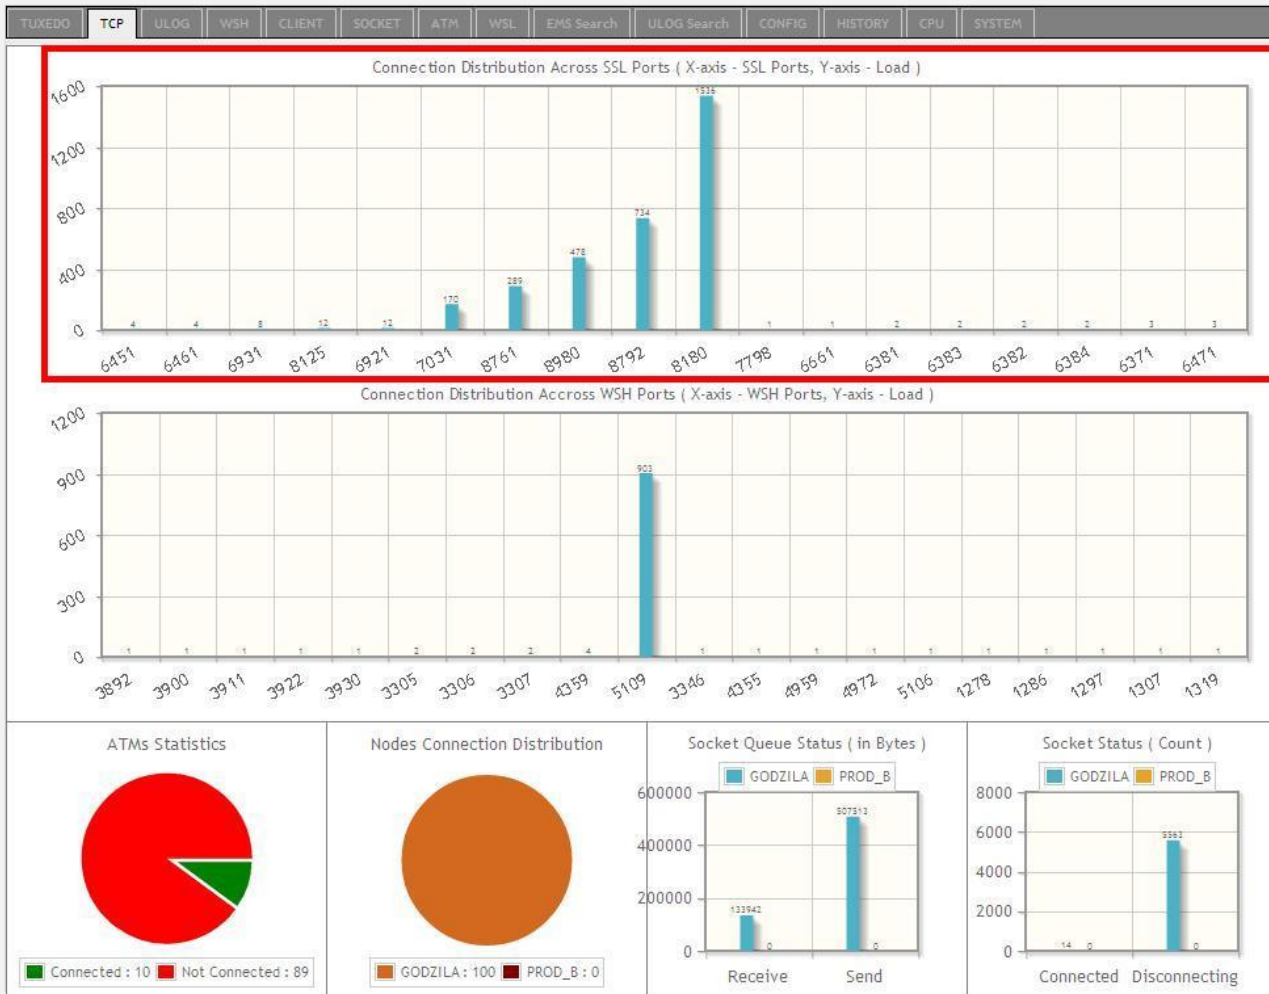 TUXEDO TCP ULOG WSH CLIENT SOCKET ATM WSL EMS Search ULOG Search CONFIG HISTORY CPU SYSTEM
Connection Distribution Across SSL Ports ( X-axis - SSL Ports, Y-axis - Load )
1600
1200
800
400
0
4 4 8 12 12 170 289 478 734 1536 1 1 2 2 2 2 3 3
6451 6461 6931 8125 6921 7031 8761 8980 8792 8180 7798 6661 6381 6383 6382 6384 6371 6471
Connection Distribution Accross WSH Ports ( X-axis - WSH Ports, Y-axis - Load )
1200
900
600
300
0
1 1 1 1 1 2 2 2 4 903 1 1 1 1 1 1 1 1 1 1
3892 3900 3911 3922 3930 3305 3306 3307 4359 5109 3346 4355 4959 4972 5106 1278 1286 1297 1307 1319
ATMs Statistics
Connected : 10 Not Connected : 89
Nodes Connection Distribution
GODZILA : 100 PROD_B : 0
Socket Queue Status ( in Bytes )
GODZILA PROD_B
600000
400000
200000
0
133942 0 507513 0
Receive Send
Socket Status ( Count )
GODZILA PROD_B
8000
6000
4000
2000
0
14 0 5563 0
Connected Disconnecting